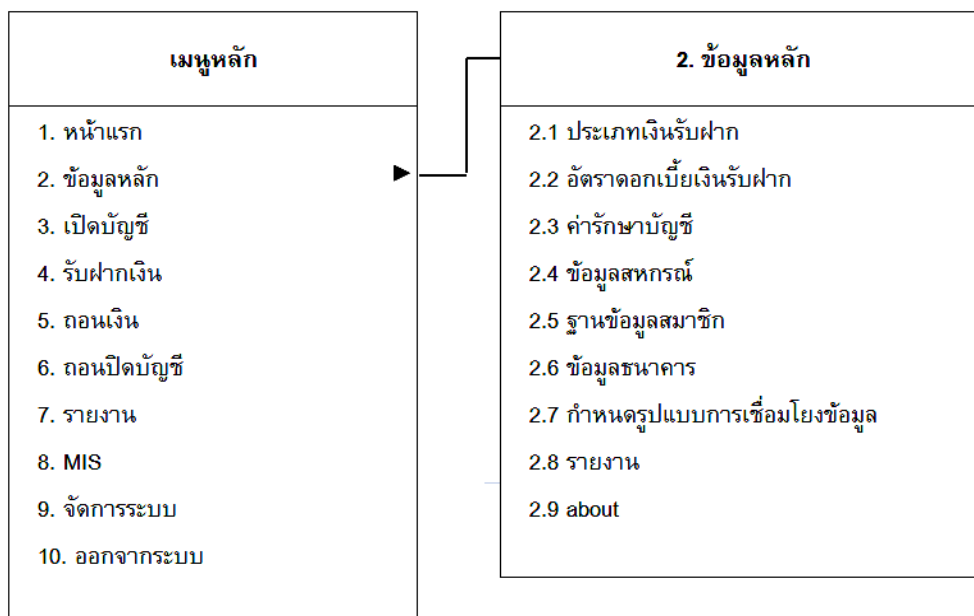 เมนูหลัก
1. หน้าแรก
2. ข้อมูลหลัก
3. เปิดบัญชี
4. รับฝากเงิน
5. ถอนเงิน
6. ถอนปิดบัญชี
7. รายงาน
8. MIS
9. จัดการระบบ
10. ออกจากระบบ
2. ข้อมูลหลัก
2.1 ประเภทเงินรับฝาก
2.2 อัตราดอกเบี้ยเงินรับฝาก
2.3 ค่ารักษาบัญชี
2.4 ข้อมูลสหกรณ์
2.5 ฐานข้อมูลสมาชิก
2.6 ข้อมูลธนาคาร
2.7 กำหนดรูปแบบการเชื่อมโยงข้อมูล
2.8 รายงาน
2.9 about